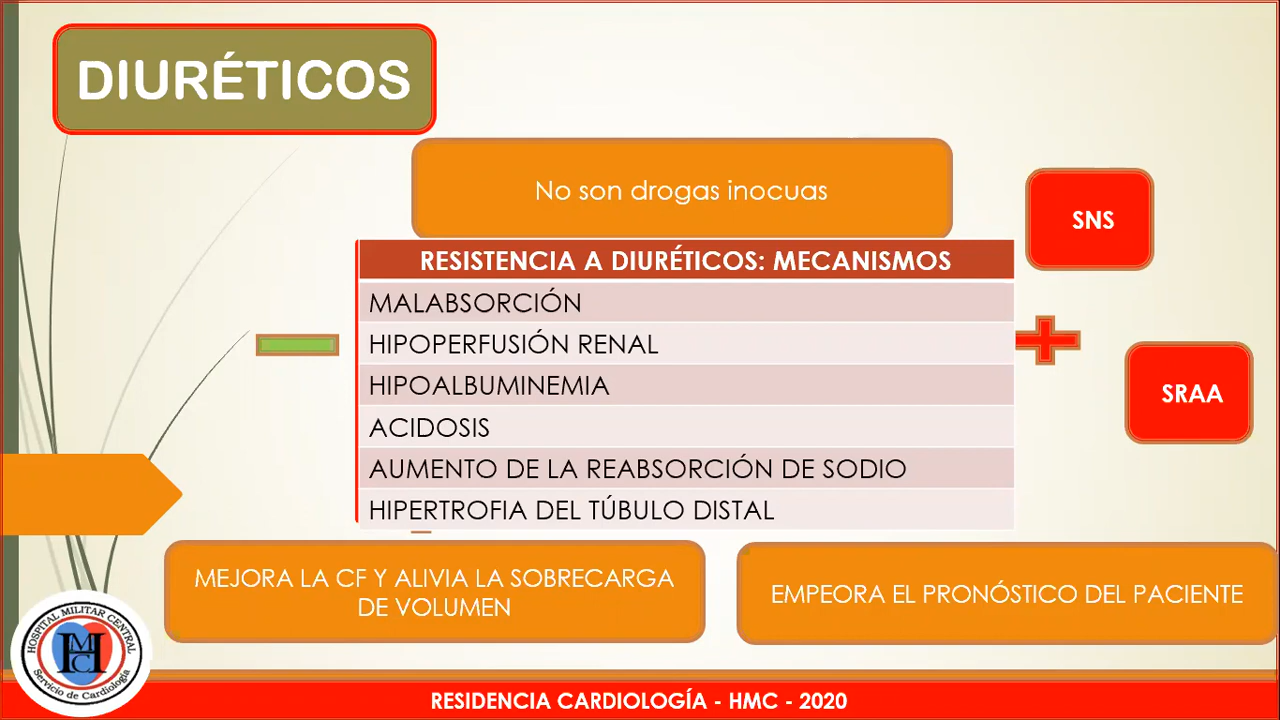 DIURÉTICOS
No son drogas inocuas
SNS
RESISTENCIA A DIURÉTICOS: MECANISMOS
MALABSORCIÓN
HIPOPERFUSIÓN RENAL
HIPOALBUMINEMIA
ACIDOSIS
AUMENTO DE LA REABSORCIÓN DE SODIO
HIPERTROFIA DEL TÚBULO DISTAL
SRAA
MEJORA LA CF Y ALIVIA LA SOBRECARGA
DE VOLUMEN
EMPEORA EL PRONÓSTICO DEL PACIENTE
HOSPITAL MILITAR CENTRAL
HMC
Servicio de Cardiología
RESIDENCIA CARDIOLOGÍA - HMC - 2020